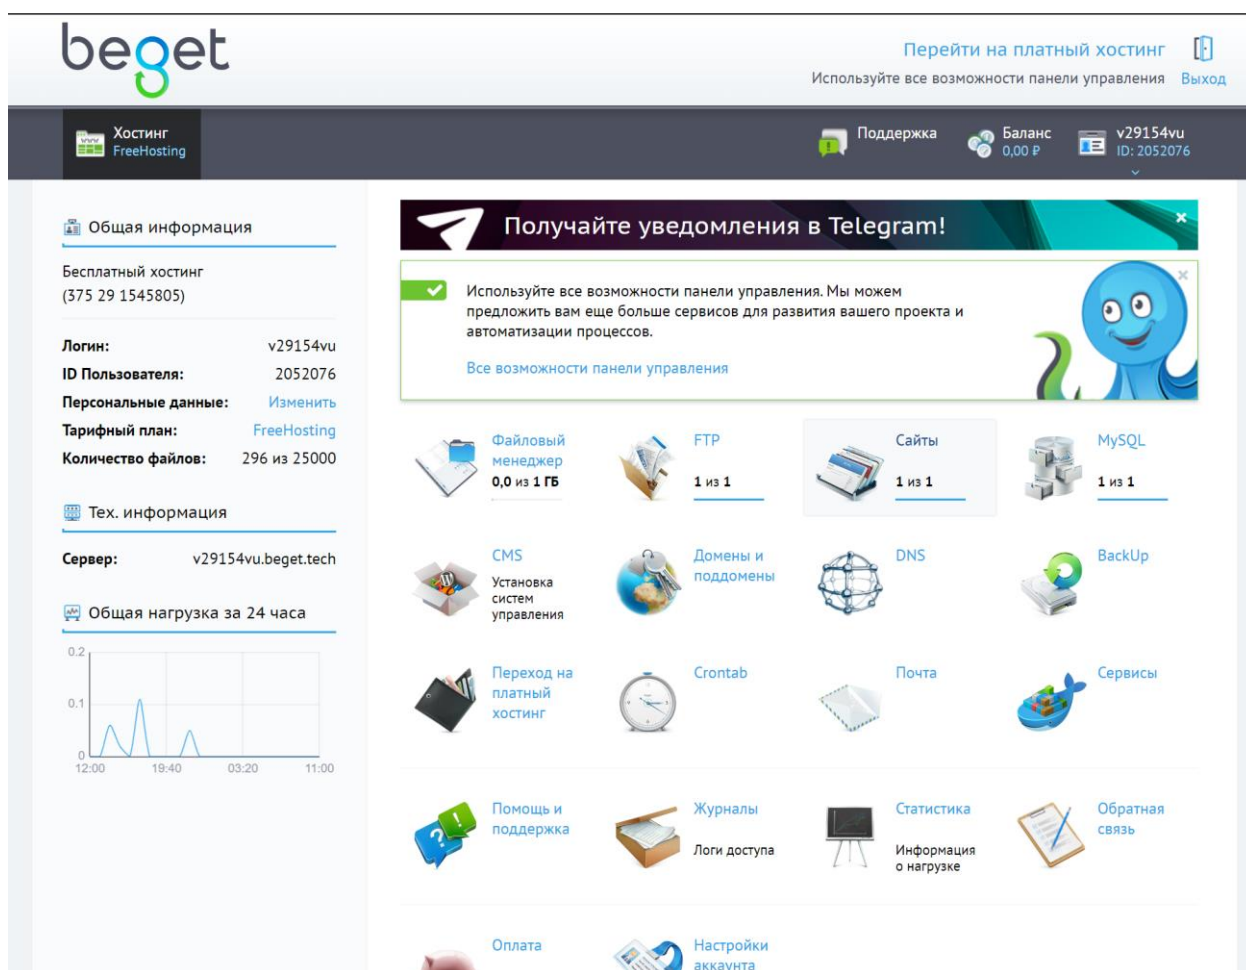 beget
Перейти на платный хостинг
Используйте все возможности панели управления
Выход
Хостинг
FreeHosting
Поддержка
Баланс
0,00 ₽
v29154vu
ID: 2052076
Общая информация
Бесплатный хостинг
(375 29 1545805)
Логин: v29154vu
ID Пользователя: 2052076
Персональные данные: Изменить
Тарифный план: FreeHosting
Количество файлов: 296 из 25000
Тех. информация
Сервер: v29154vu.beget.tech
Общая нагрузка за 24 часа
0.2
0.1
0
12:00 19:40 03:20 11:00
Получайте уведомления в Telegram!
Используйте все возможности панели управления. Мы можем
предложить вам еще больше сервисов для развития вашего проекта и
автоматизации процессов.
Все возможности панели управления
Файловый
менеджер
0,0 из 1 ГБ
FTP
1 из 1
Сайты
1 из 1
MySQL
1 из 1
CMS
Установка
систем
управления
Домены и
поддомены
DNS
BackUp
Переход на
платный
хостинг
Crontab
Почта
Сервисы
Помощь и
поддержка
Журналы
Логи доступа
Статистика
Информация
о нагрузке
Обратная
связь
Оплата
Настройки
аккаунта